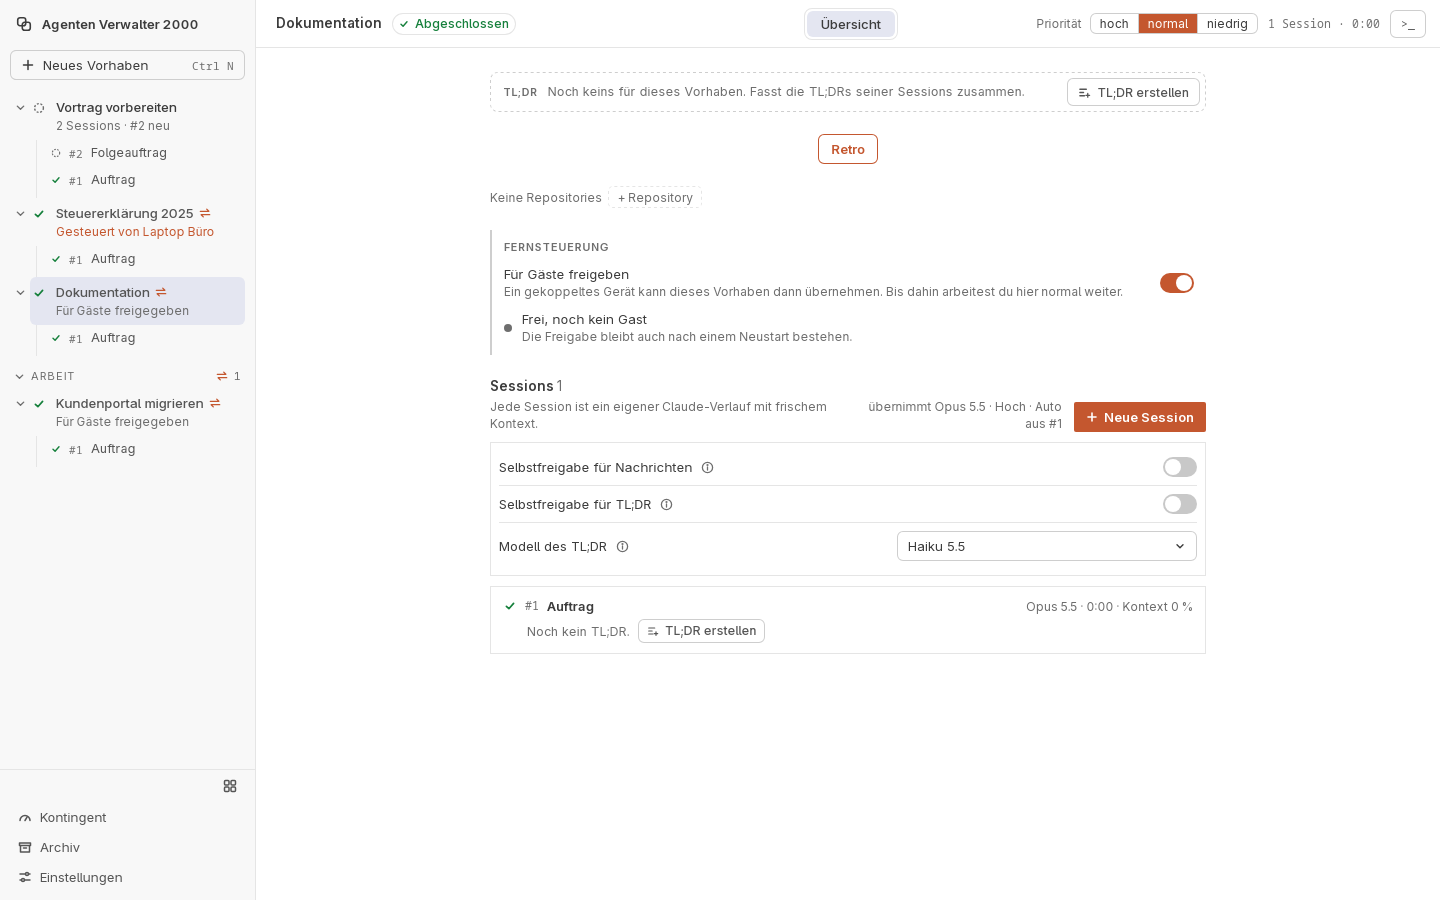 Agenten Verwalter 2000
Neues Vorhaben Ctrl N
Vortrag vorbereiten
2 Sessions · #2 neu
#2 Folgeauftrag
#1 Auftrag
Steuererklärung 2025
Gesteuert von Laptop Büro
#1 Auftrag
Dokumentation
Für Gäste freigegeben
#1 Auftrag
ARBEIT 1
Kundenportal migrieren
Für Gäste freigegeben
#1 Auftrag
Kontingent
Archiv
Einstellungen
Dokumentation Abgeschlossen Übersicht Priorität hoch normal niedrig 1 Session · 0:00 >_
TL;DR Noch keins für dieses Vorhaben. Fasst die TL;DRs seiner Sessions zusammen. TL;DR erstellen
Retro
Keine Repositories + Repository
FERNSTEUERUNG
Für Gäste freigeben
Ein gekoppeltes Gerät kann dieses Vorhaben dann übernehmen. Bis dahin arbeitest du hier normal weiter.
Frei, noch kein Gast
Die Freigabe bleibt auch nach einem Neustart bestehen.
Sessions 1
Jede Session ist ein eigener Claude-Verlauf mit frischem
Kontext.
übernimmt Opus 5.5 · Hoch · Auto
aus #1
+ Neue Session
Selbstfreigabe für Nachrichten
Selbstfreigabe für TL;DR
Modell des TL;DR Haiku 5.5
#1 Auftrag Opus 5.5 · 0:00 · Kontext 0 %
Noch kein TL;DR. TL;DR erstellen